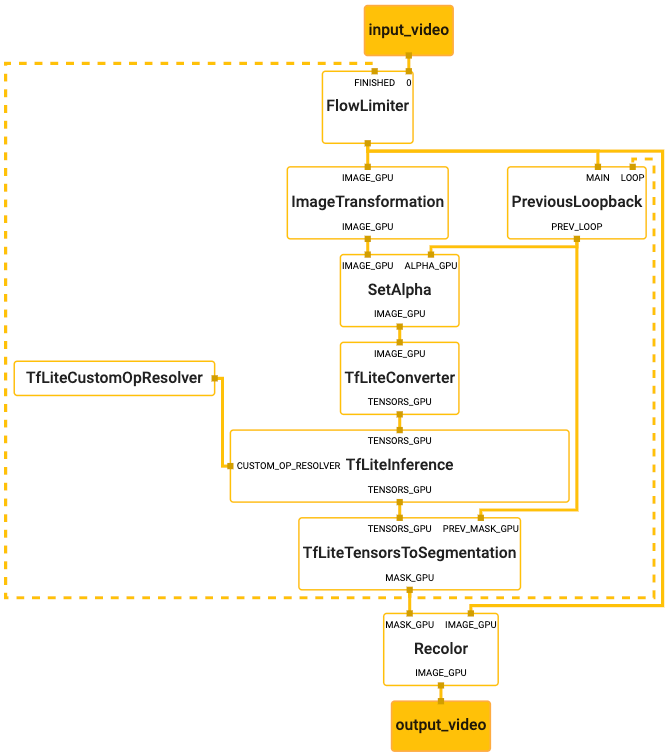 input_video
FINISHED 0
FlowLimiter
IMAGE_GPU MAIN LOOP
ImageTransformation PreviousLoopback
IMAGE_GPU PREV_LOOP
IMAGE_GPU ALPHA_GPU
SetAlpha
IMAGE_GPU
IMAGE_GPU
TfLiteCustomOpResolver TfLiteConverter
TENSORS_GPU
TENSORS_GPU
CUSTOM_OP_RESOLVER TfLiteInference
TENSORS_GPU
TENSORS_GPU PREV_MASK_GPU
TfLiteTensorsToSegmentation
MASK_GPU
MASK_GPU IMAGE_GPU
Recolor
IMAGE_GPU
output_video